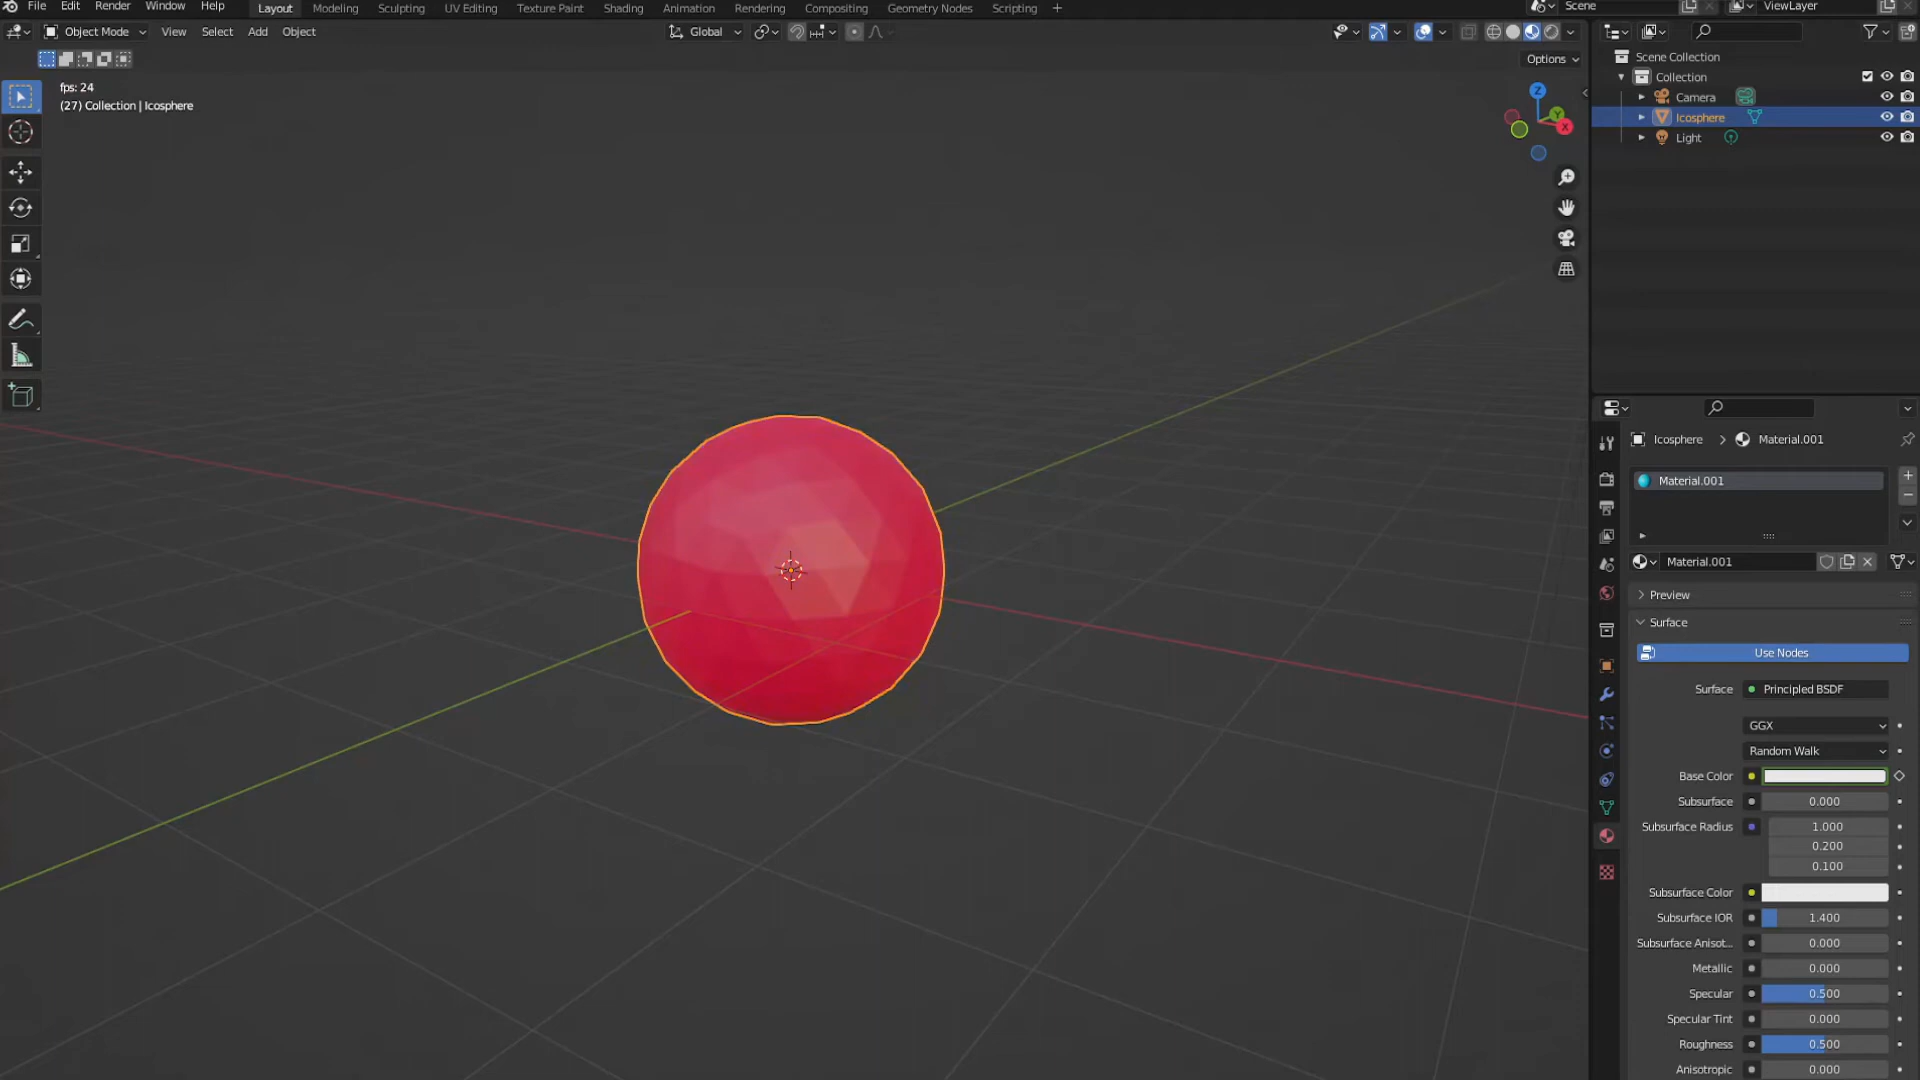 File Edit Render Window Help Layout Modeling Sculpting UV Editing Texture Paint Shading Animation Rendering Compositing Geometry Nodes Scripting + Scene ViewLayer
Object Mode View Select Add Object Global
Options
fps: 24
(27) Collection | Icosphere
Z
Y
X
Scene Collection
Collection
Camera
Icosphere
Light
Icosphere > Material.001
Material.001
Material.001
Preview
Surface
Use Nodes
Surface Principled BSDF
GGX
Random Walk
Base Color
Subsurface 0.000
Subsurface Radius 1.000
0.200
0.100
Subsurface Color
Subsurface IOR 1.400
Subsurface Anisot... 0.000
Metallic 0.000
Specular 0.500
Specular Tint 0.000
Roughness 0.500
Anisotropic 0.000